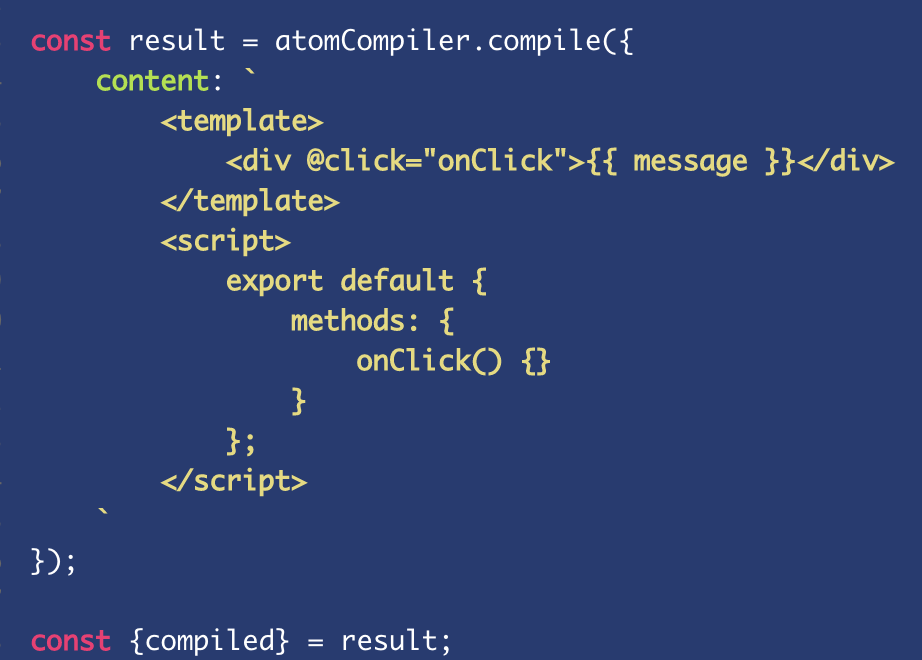 const result = atomCompiler.compile({
    content: `
        <template>
            <div @click="onClick">{{ message }}</div>
        </template>
        <script>
            export default {
                methods: {
                    onClick() {}
                }
            };
        </script>
    `
});

const {compiled} = result;